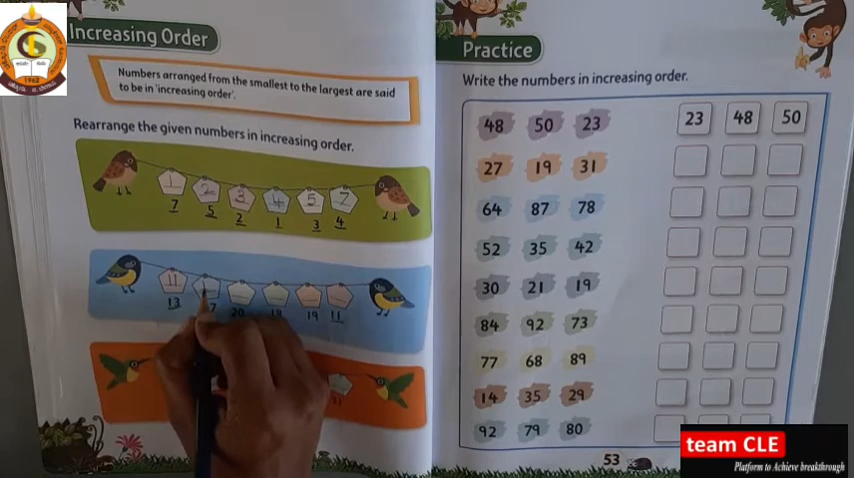 Increasing Order
Numbers arranged from the smallest to the largest are said
to be in 'increasing order'.
Rearrange the given numbers in increasing order.
1 2 3 4 5 7
7 5 2 1 3 4
11 1
13 7 20 18 19 11
Practice
Write the numbers in increasing order.
48 50 23 23 48 50
27 19 31
64 87 78
52 35 42
30 21 19
84 92 73
77 68 89
14 35 29
92 79 80
53
1962
team CLE
Platform to Achieve breakthrough